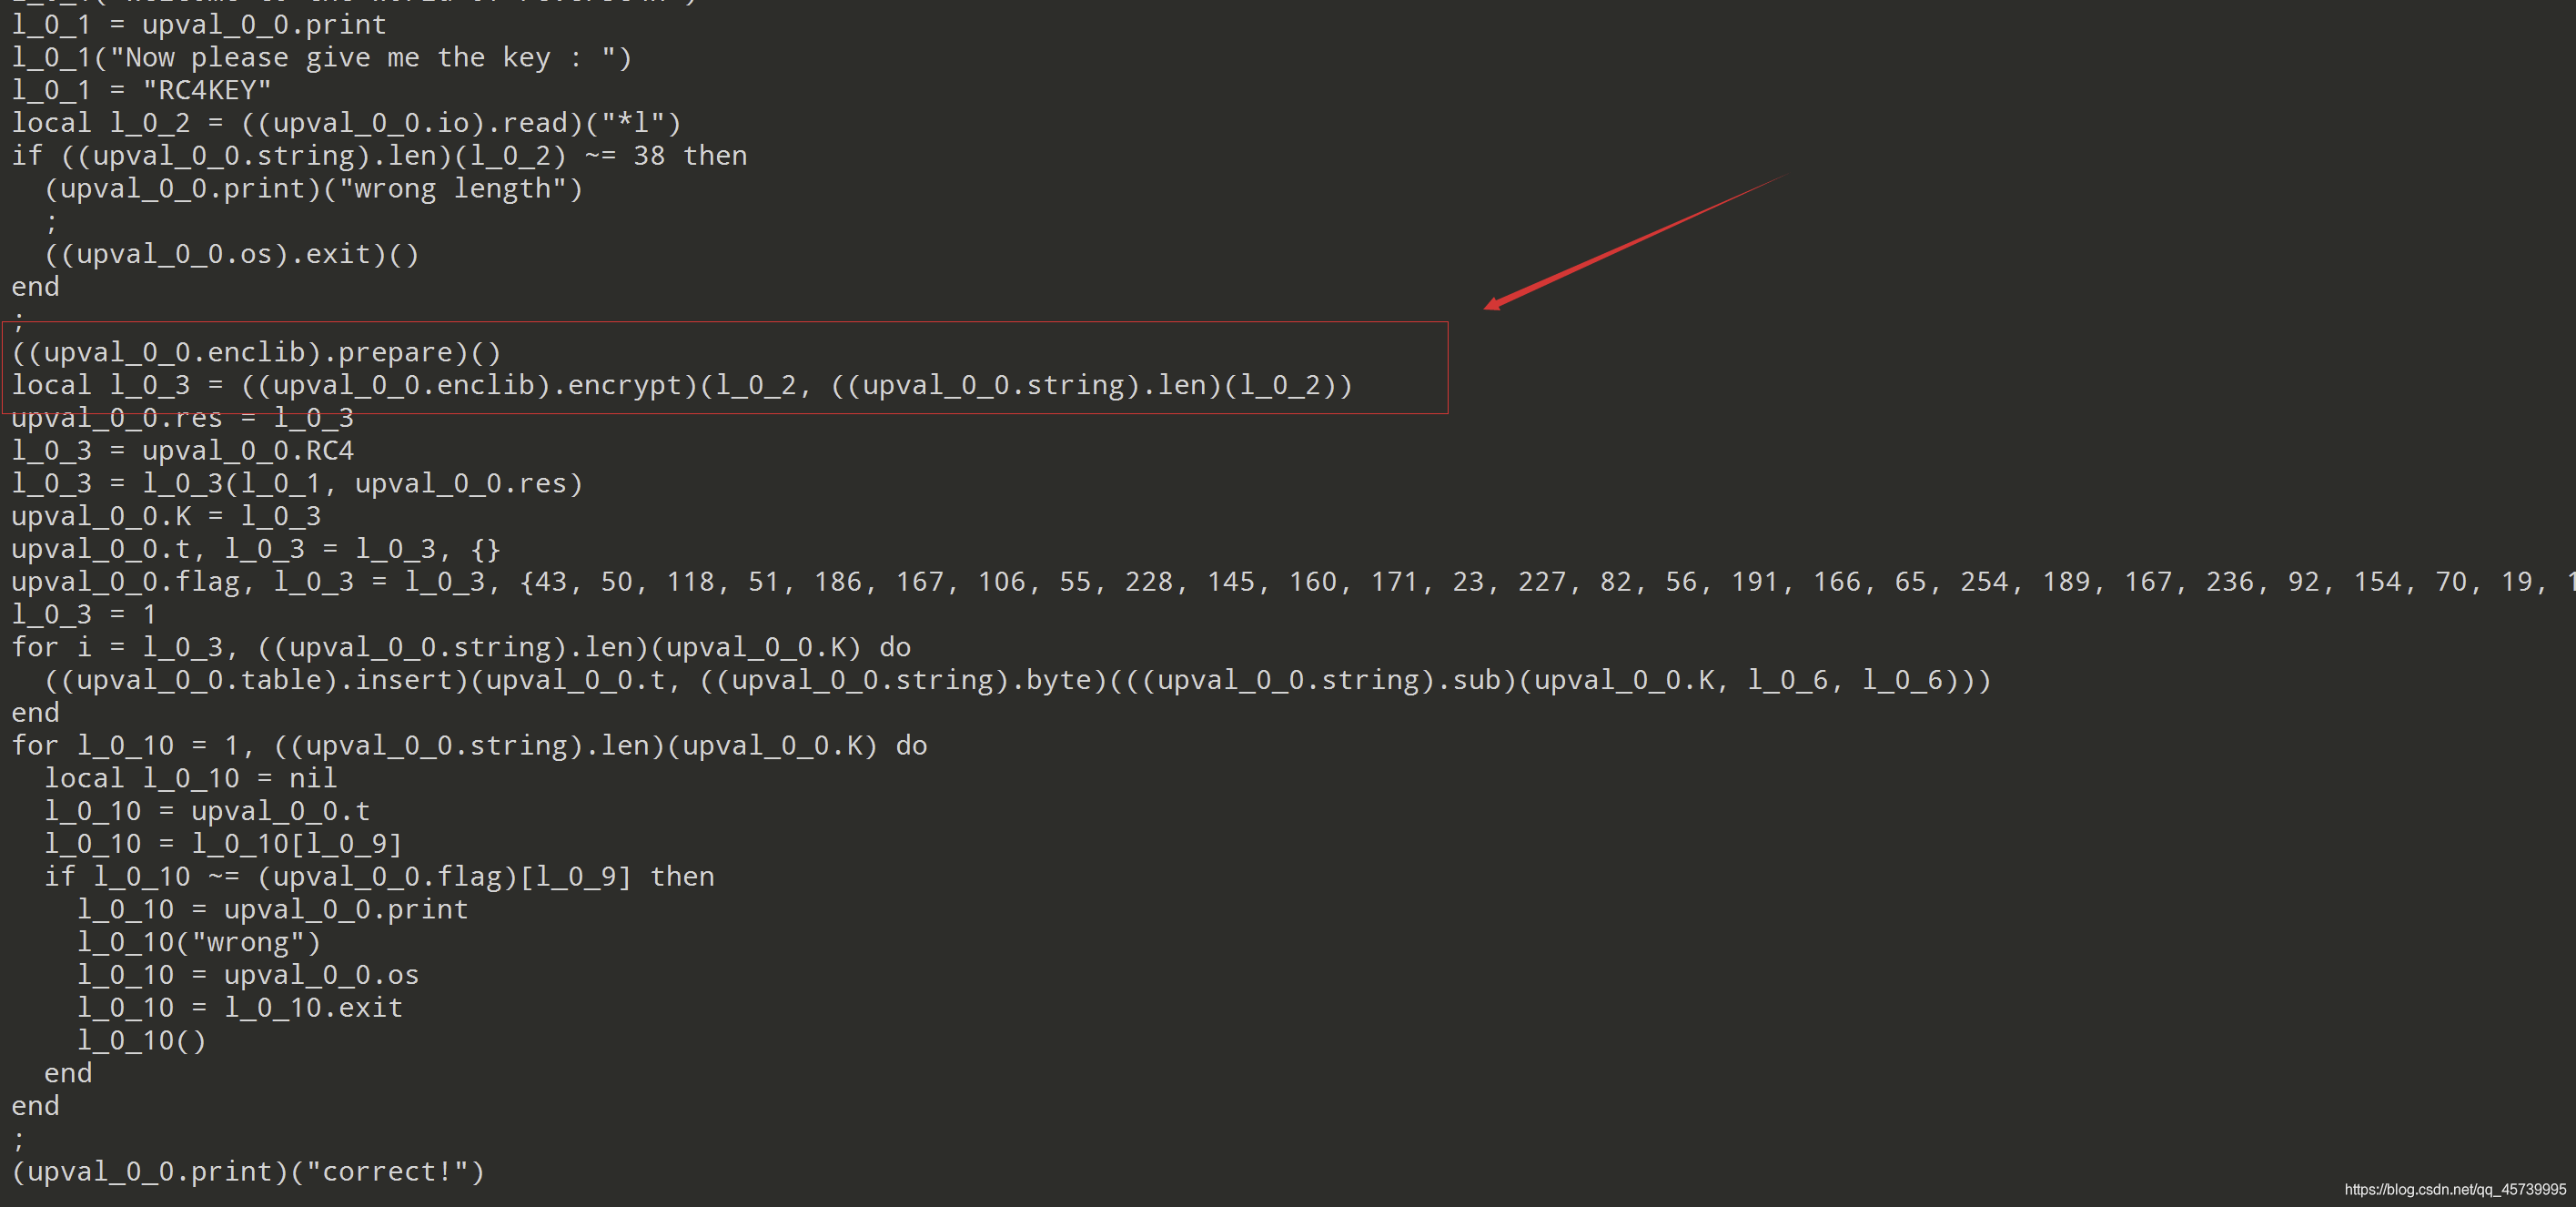 l_0_1 = upval_0_0.print
l_0_1("Now please give me the key : ")
l_0_1 = "RC4KEY"
local l_0_2 = ((upval_0_0.io).read)("*l")
if ((upval_0_0.string).len)(l_0_2) ~= 38 then
  (upval_0_0.print)("wrong length")
  ;
  ((upval_0_0.os).exit)()
end
;
((upval_0_0.enclib).prepare)()
local l_0_3 = ((upval_0_0.enclib).encrypt)(l_0_2, ((upval_0_0.string).len)(l_0_2))
upval_0_0.res = l_0_3
l_0_3 = upval_0_0.RC4
l_0_3 = l_0_3(l_0_1, upval_0_0.res)
upval_0_0.K = l_0_3
upval_0_0.t, l_0_3 = l_0_3, {}
upval_0_0.flag, l_0_3 = l_0_3, {43, 50, 118, 51, 186, 167, 106, 55, 228, 145, 160, 171, 23, 227, 82, 56, 191, 166, 65, 254, 189, 167, 236, 92, 154, 70, 19,
l_0_3 = 1
for i = l_0_3, ((upval_0_0.string).len)(upval_0_0.K) do
  ((upval_0_0.table).insert)(upval_0_0.t, ((upval_0_0.string).byte)(((upval_0_0.string).sub)(upval_0_0.K, l_0_6, l_0_6)))
end
for l_0_10 = 1, ((upval_0_0.string).len)(upval_0_0.K) do
  local l_0_10 = nil
  l_0_10 = upval_0_0.t
  l_0_10 = l_0_10[l_0_9]
  if l_0_10 ~= (upval_0_0.flag)[l_0_9] then
    l_0_10 = upval_0_0.print
    l_0_10("wrong")
    l_0_10 = upval_0_0.os
    l_0_10 = l_0_10.exit
    l_0_10()
  end
end
;
(upval_0_0.print)("correct!")
https://blog.csdn.net/qq_45739995